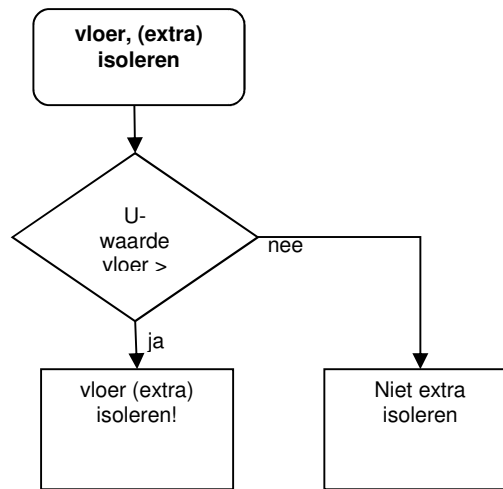 vloer, (extra)
isoleren
U-
waarde
vloer >
nee
ja
vloer (extra)
isoleren!
Niet extra
isoleren